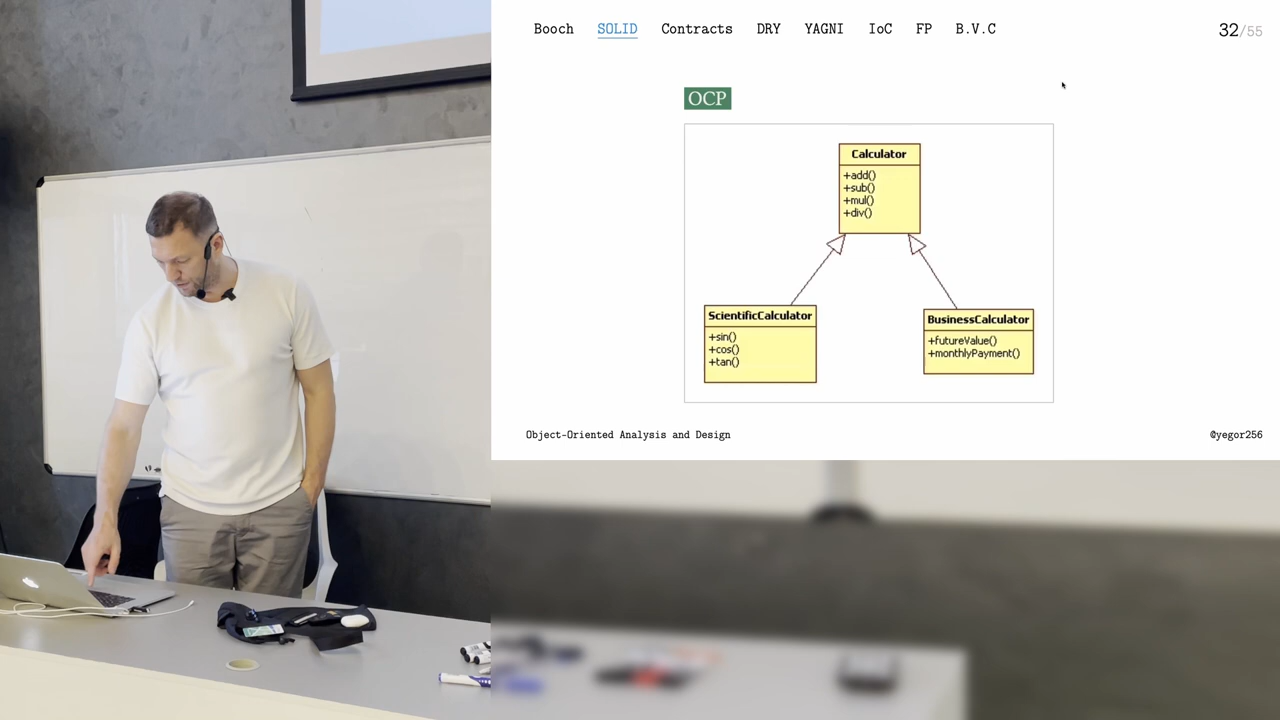 Booch SOLID Contracts DRY YAGNI IoC FP B.V.C 32/55
OCP
Calculator
+add()
+sub()
+mul()
+div()
ScientificCalculator
+sin()
+cos()
+tan()
BusinessCalculator
+futureValue()
+monthlyPayment()
Object-Oriented Analysis and Design @yegor256